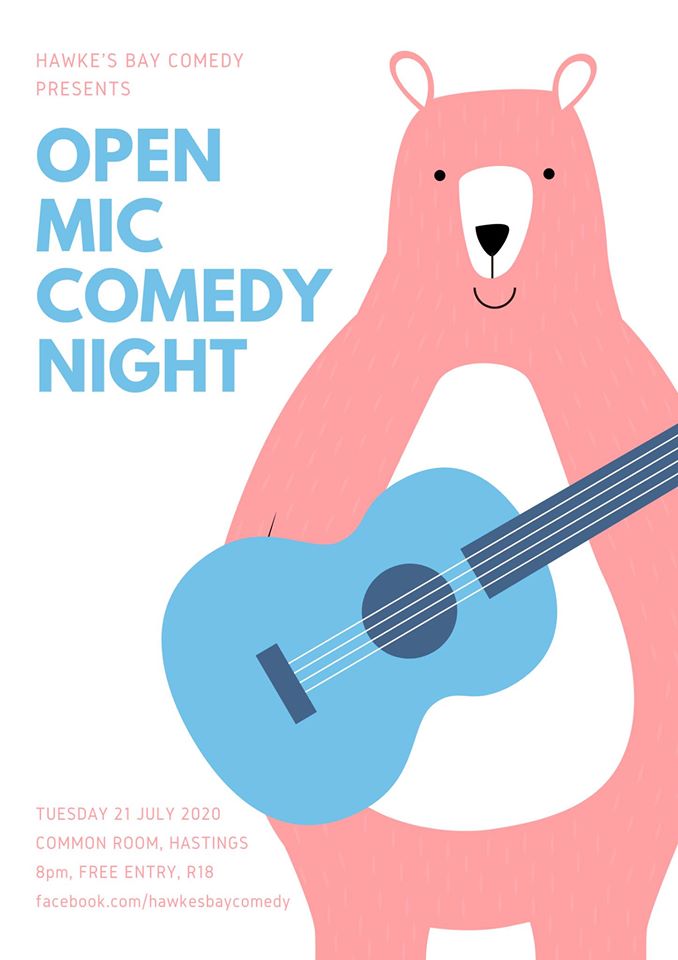 HAWKE'S BAY COMEDY
PRESENTS
OPEN
MIC
COMEDY
NIGHT
TUESDAY 21 JULY 2020
COMMON ROOM, HASTINGS
8pm, FREE ENTRY, R18
facebook.com/hawkesbaycomedy